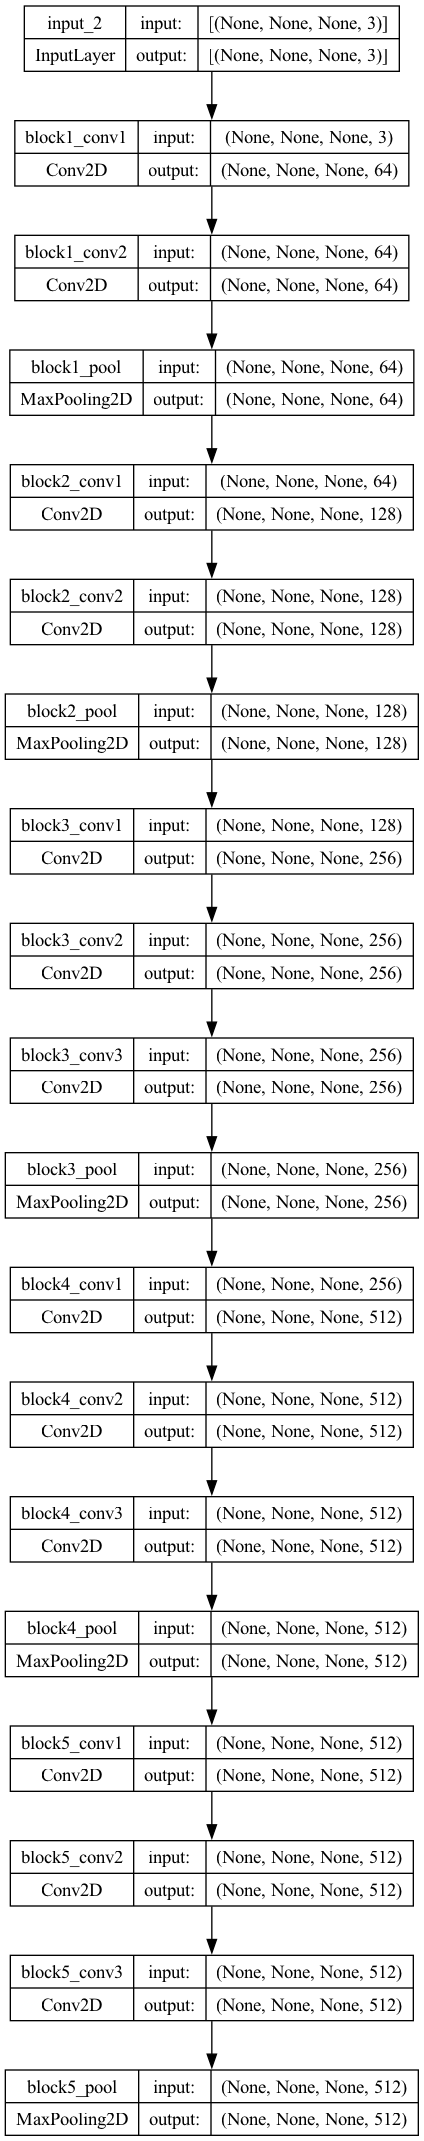 input_2 input: [(None, None, None, 3)]
InputLayer output: [(None, None, None, 3)]
block1_conv1 input: (None, None, None, 3)
Conv2D output: (None, None, None, 64)
block1_conv2 input: (None, None, None, 64)
Conv2D output: (None, None, None, 64)
block1_pool input: (None, None, None, 64)
MaxPooling2D output: (None, None, None, 64)
block2_conv1 input: (None, None, None, 64)
Conv2D output: (None, None, None, 128)
block2_conv2 input: (None, None, None, 128)
Conv2D output: (None, None, None, 128)
block2_pool input: (None, None, None, 128)
MaxPooling2D output: (None, None, None, 128)
block3_conv1 input: (None, None, None, 128)
Conv2D output: (None, None, None, 256)
block3_conv2 input: (None, None, None, 256)
Conv2D output: (None, None, None, 256)
block3_conv3 input: (None, None, None, 256)
Conv2D output: (None, None, None, 256)
block3_pool input: (None, None, None, 256)
MaxPooling2D output: (None, None, None, 256)
block4_conv1 input: (None, None, None, 256)
Conv2D output: (None, None, None, 512)
block4_conv2 input: (None, None, None, 512)
Conv2D output: (None, None, None, 512)
block4_conv3 input: (None, None, None, 512)
Conv2D output: (None, None, None, 512)
block4_pool input: (None, None, None, 512)
MaxPooling2D output: (None, None, None, 512)
block5_conv1 input: (None, None, None, 512)
Conv2D output: (None, None, None, 512)
block5_conv2 input: (None, None, None, 512)
Conv2D output: (None, None, None, 512)
block5_conv3 input: (None, None, None, 512)
Conv2D output: (None, None, None, 512)
block5_pool input: (None, None, None, 512)
MaxPooling2D output: (None, None, None, 512)